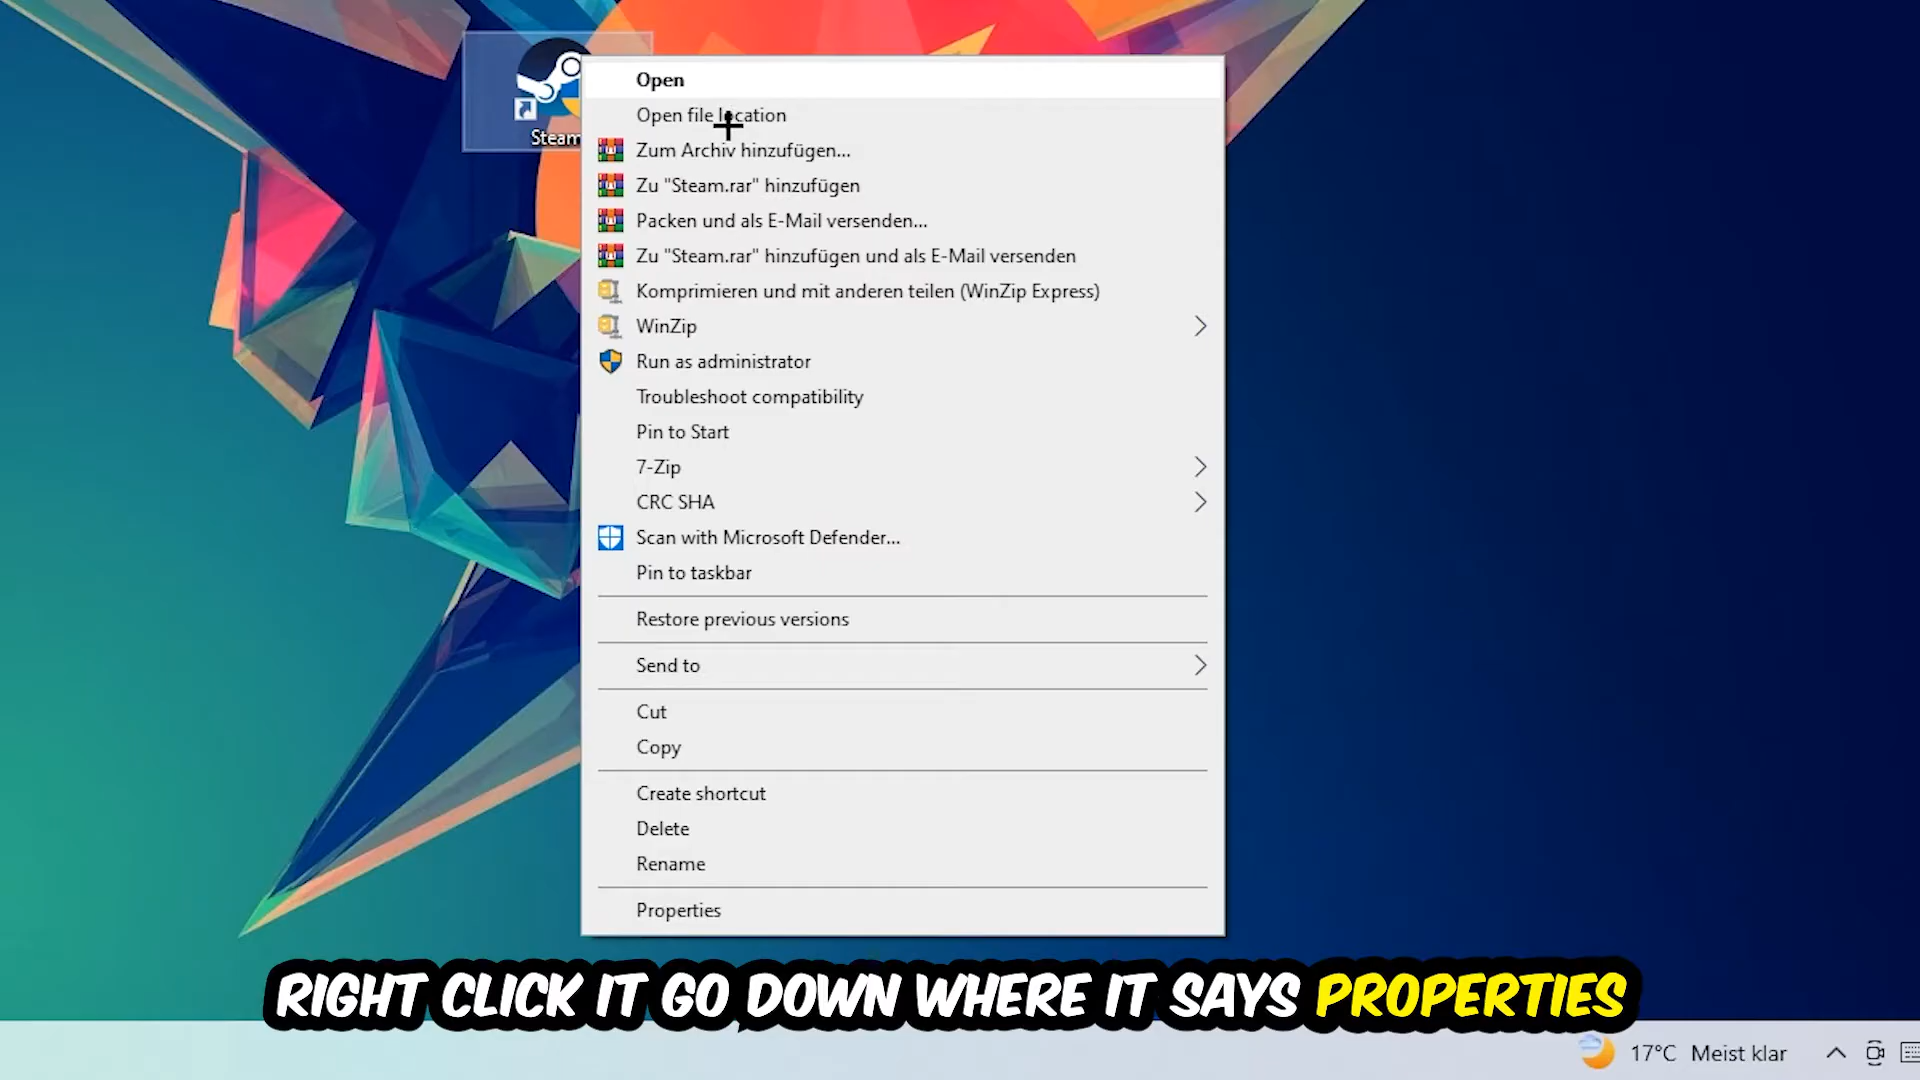 Steam
Open
Open file location
Zum Archiv hinzufügen...
Zu "Steam.rar" hinzufügen
Packen und als E-Mail versenden...
Zu "Steam.rar" hinzufügen und als E-Mail versenden
Komprimieren und mit anderen teilen (WinZip Express)
WinZip
Run as administrator
Troubleshoot compatibility
Pin to Start
7-Zip
CRC SHA
Scan with Microsoft Defender...
Pin to taskbar
Restore previous versions
Send to
Cut
Copy
Create shortcut
Delete
Rename
Properties
RIGHT CLICK IT GO DOWN WHERE IT SAYS PROPERTIES
17°C Meist klar